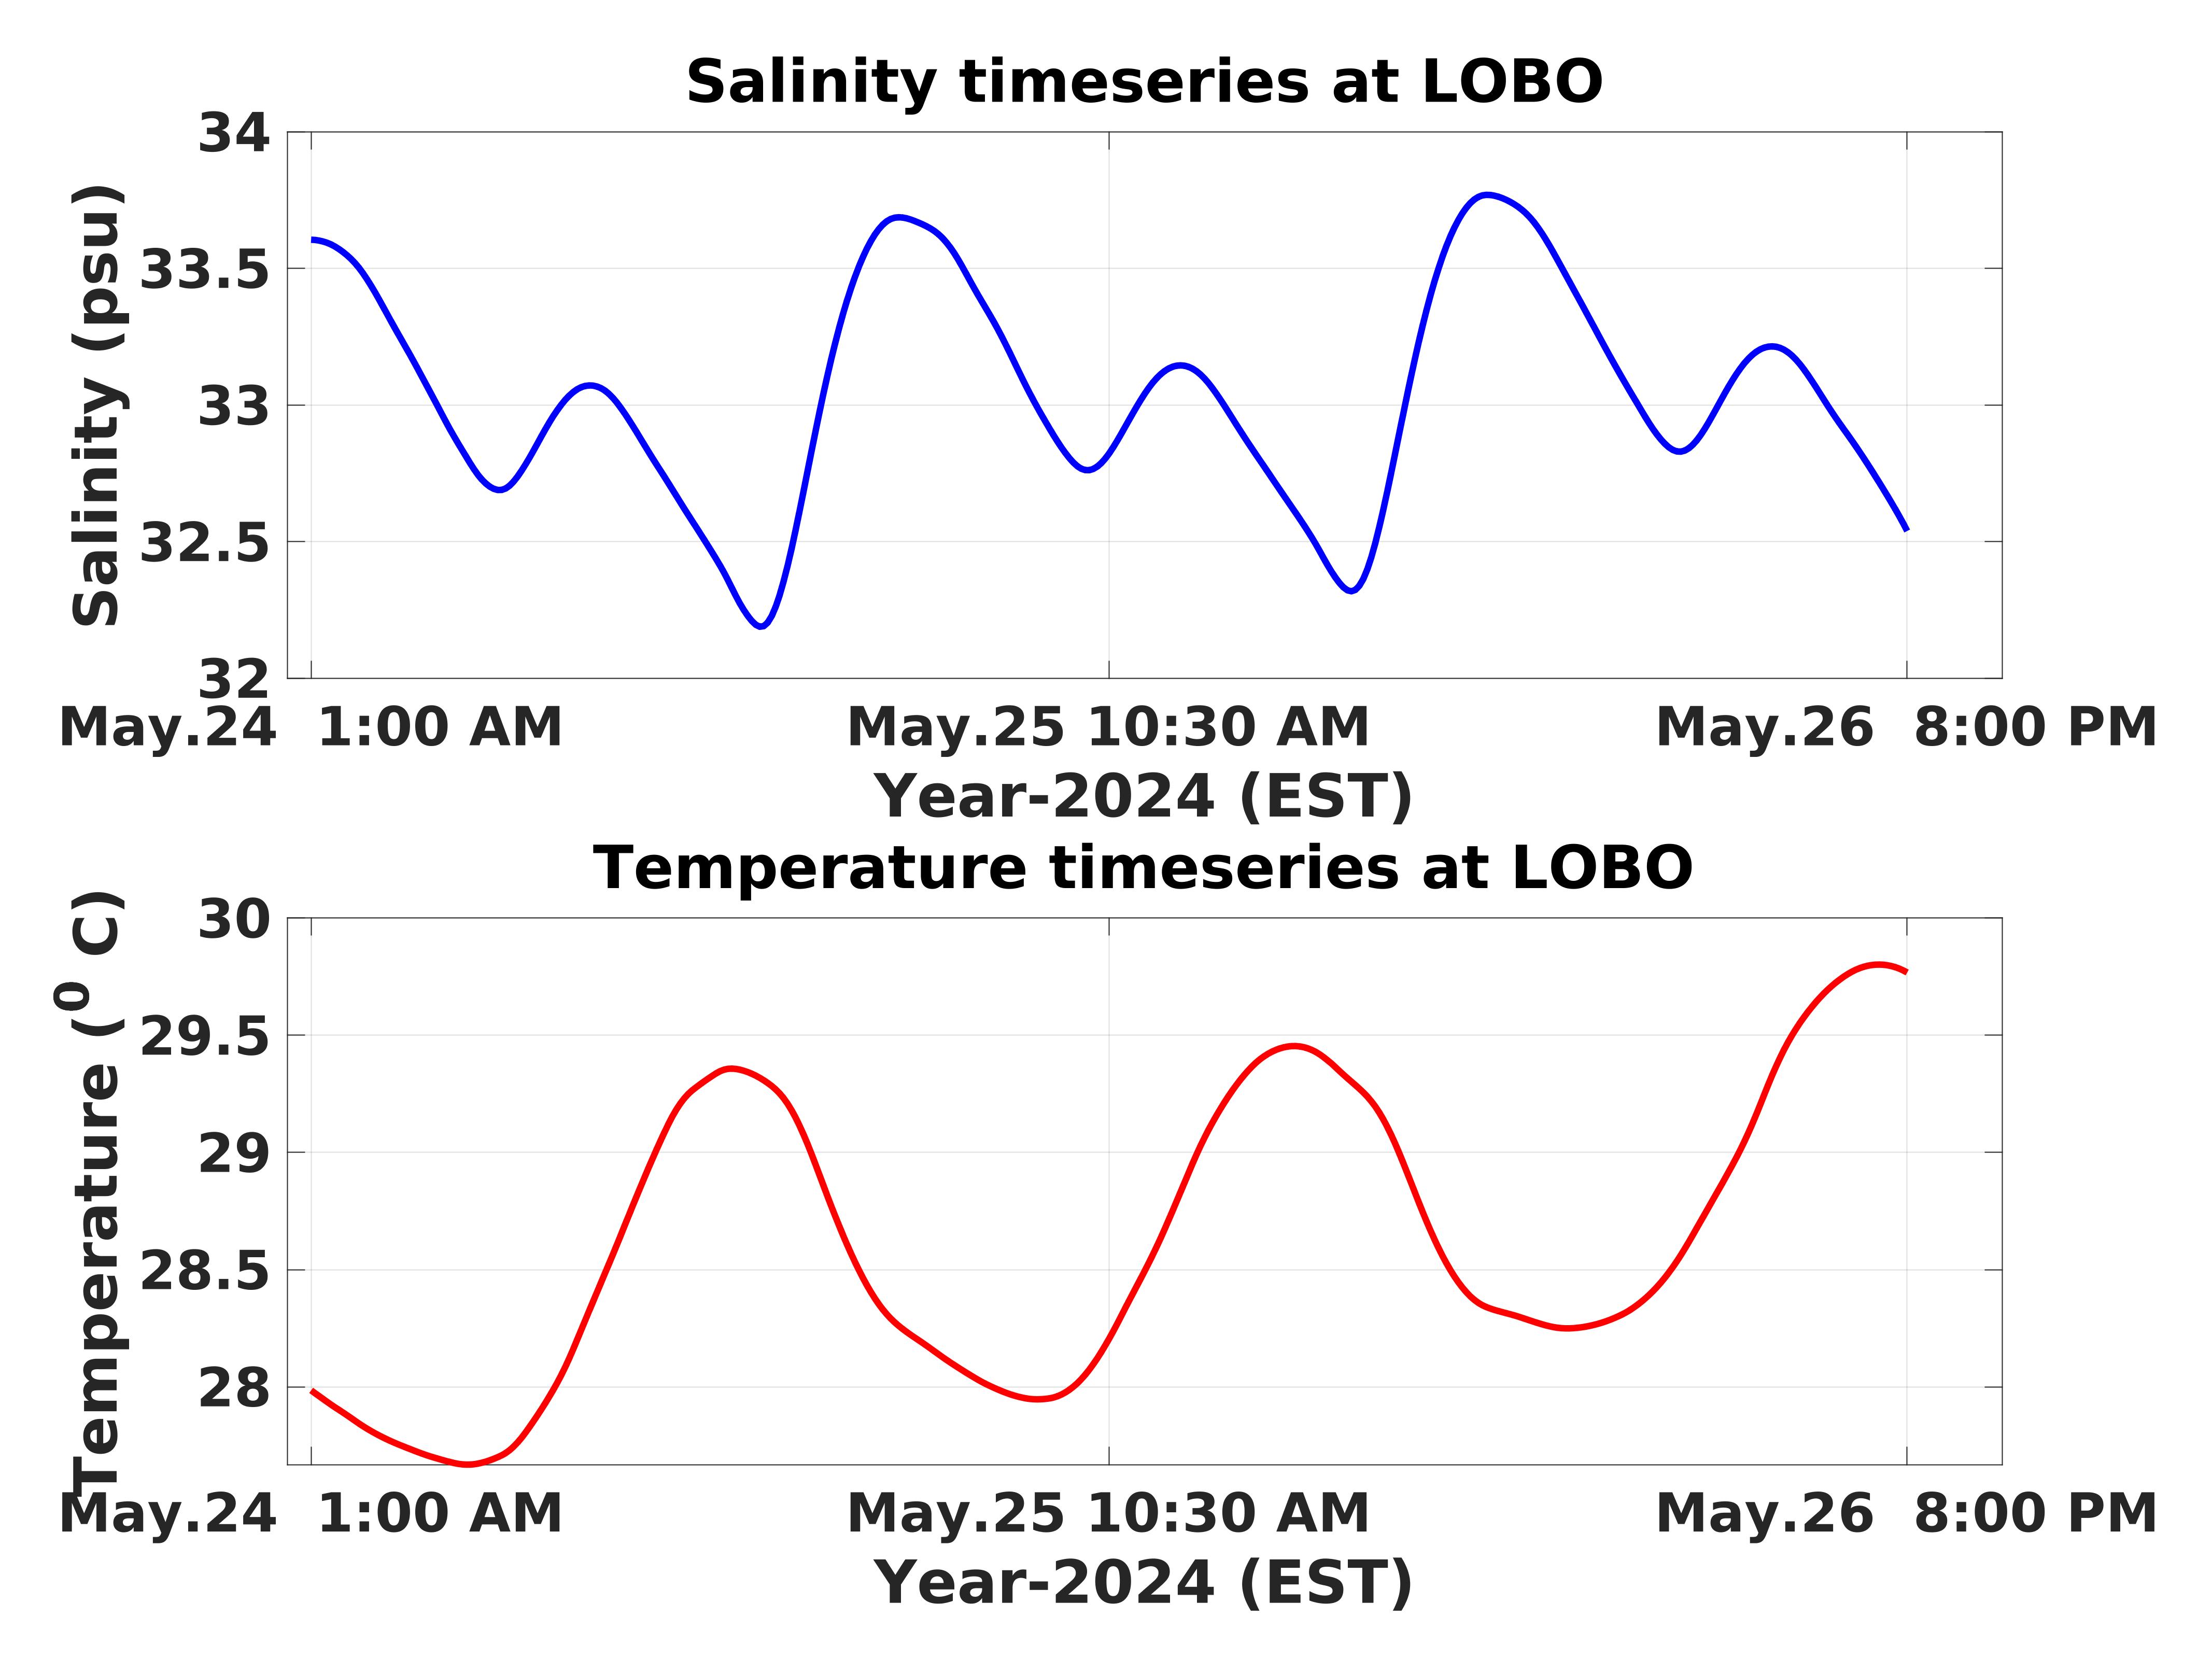 Salinity timeseries at LOBO
Salinity (psu)
34
33.5
33
32.5
32
May.24  1:00 AM
May.25 10:30 AM
May.26  8:00 PM
Year-2024 (EST)
Temperature timeseries at LOBO
Temperature (⁰ C)
30
29.5
29
28.5
28
May.24  1:00 AM
May.25 10:30 AM
May.26  8:00 PM
Year-2024 (EST)